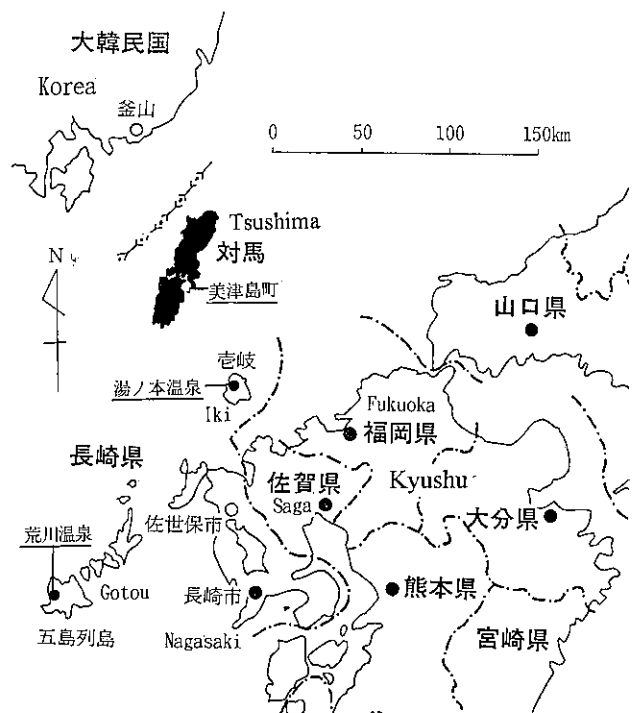 大韓民国
Korea
釜山
0 50 100 150km
Tsushima
対馬
N
美津島町
山口県
壱岐
湯ノ本温泉
Iki
Fukuoka
福岡県
長崎県
佐賀県
Saga
Kyushu
佐世保市
大分県
荒川温泉
Gotou
長崎市
熊本県
五島列島
Nagasaki
宮崎県